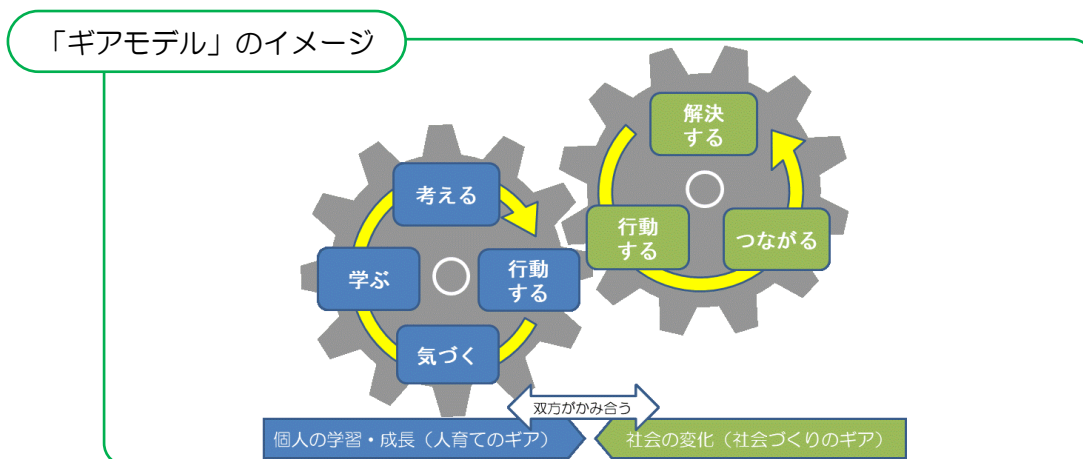 「ギアモデル」のイメージ
解決
する
考える
行動
する
つながる
学ぶ
行動
する
気づく
双方がかみ合う
個人の学習・成長（人育てのギア）
社会の変化（社会づくりのギア）